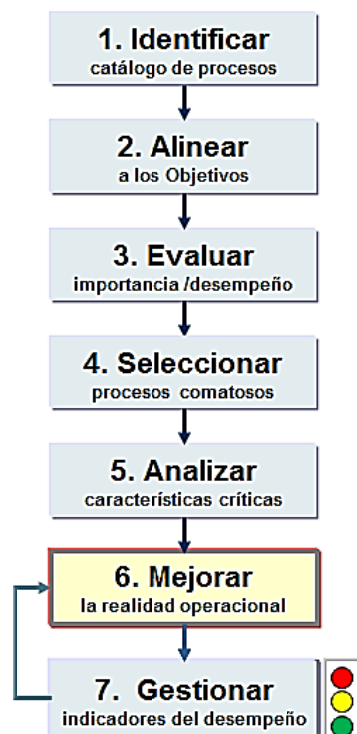 1. Identificar
catálogo de procesos
2. Alinear
a los Objetivos
3. Evaluar
importancia /desempeño
4. Seleccionar
procesos comatosos
5. Analizar
características críticas
6. Mejorar
la realidad operacional
7. Gestionar
indicadores del desempeño